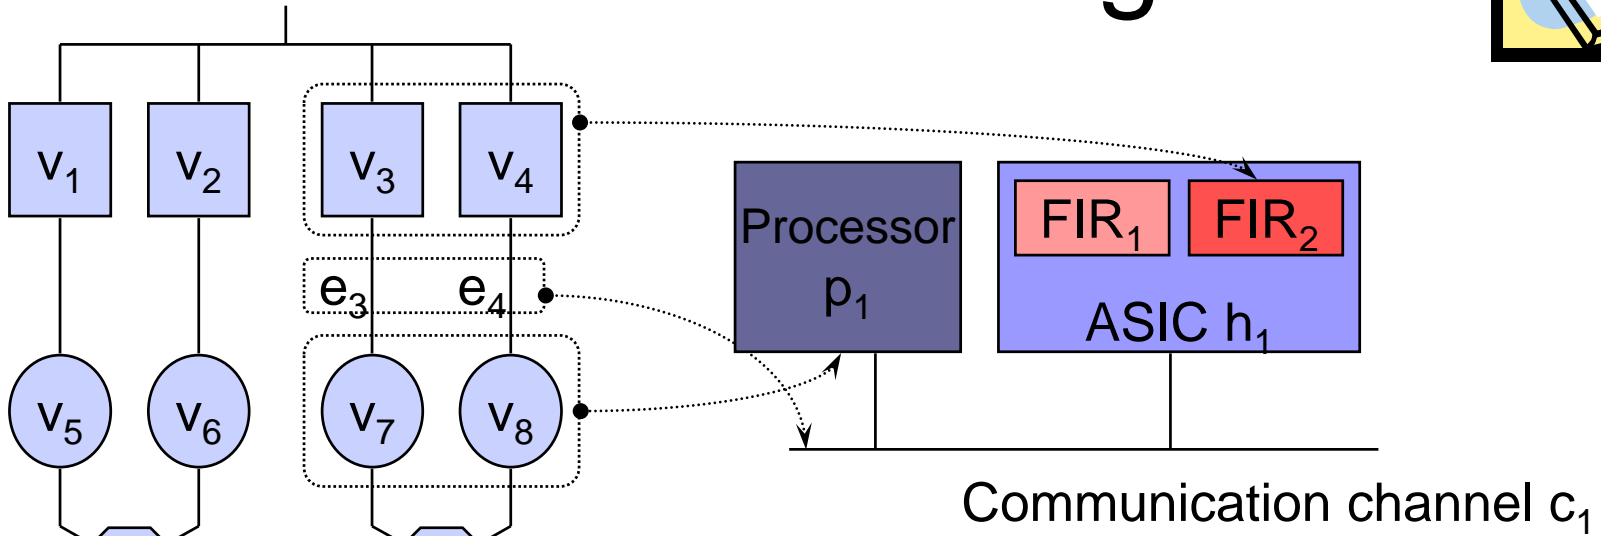 v1 v2 v3 v4
Processor
p1
FIR1 FIR2
ASIC h1
e3 e4
v5 v6 v7 v8
Communication channel c1